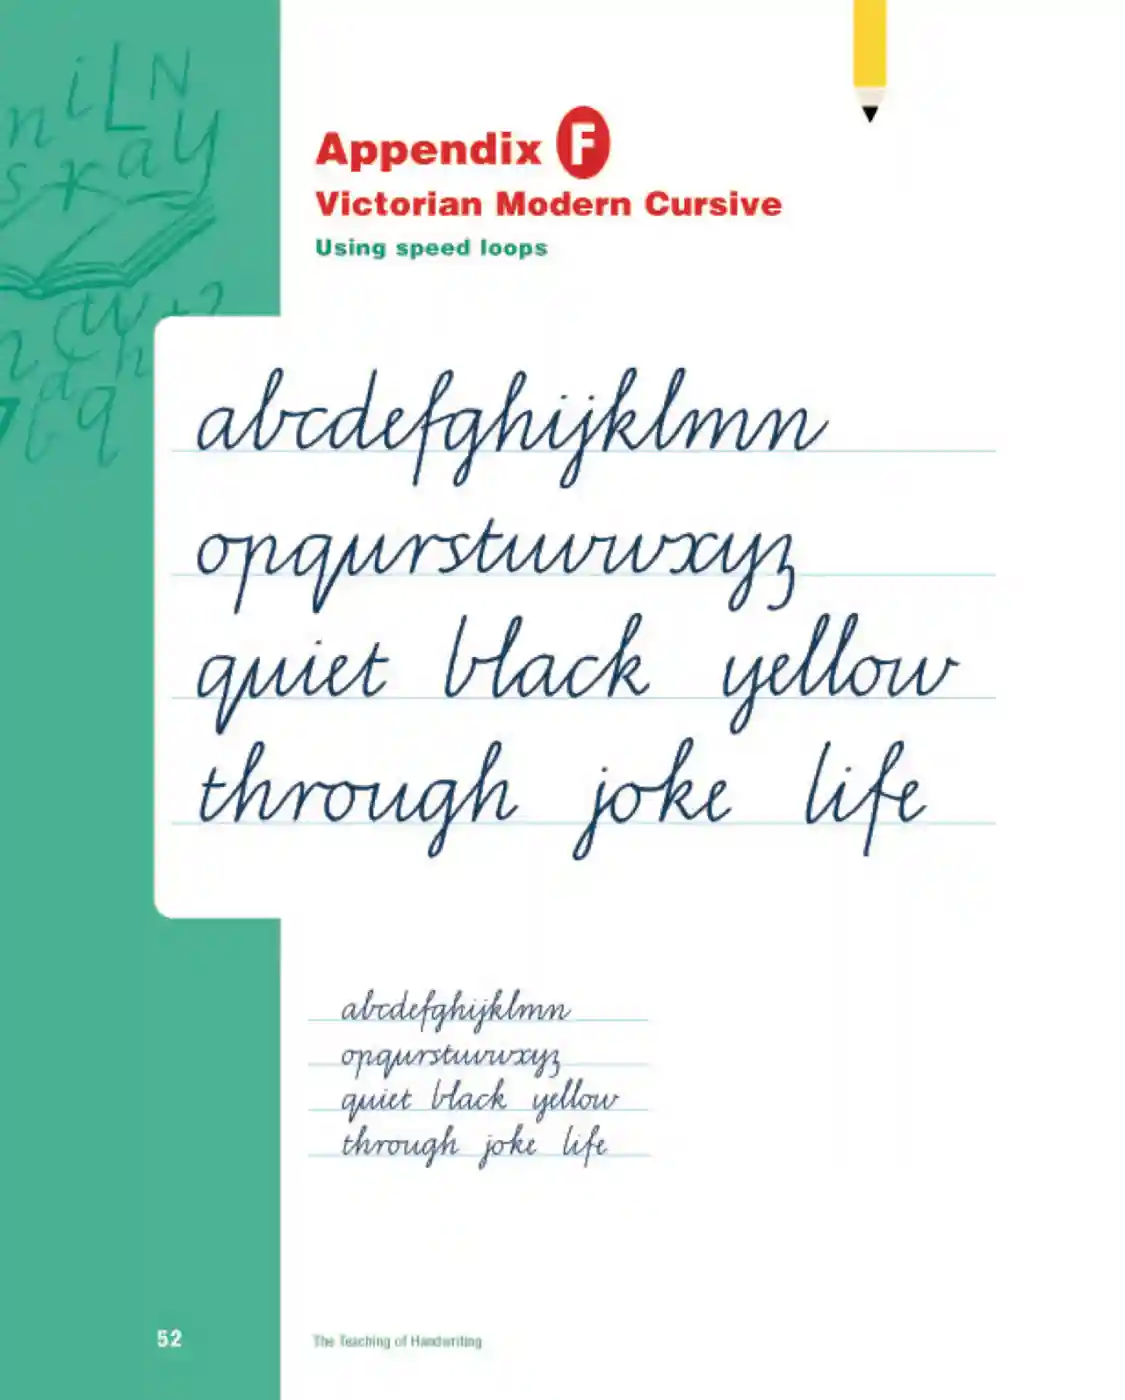 Appendix F
Victorian Modern Cursive
Using speed loops
abcdefghijklmn
opqurstuvwxyz
quiet black yellow
through joke life
abcdefghijklmn
opqurstuvwxyz
quiet black yellow
through joke life
52 The Teaching of Handwriting